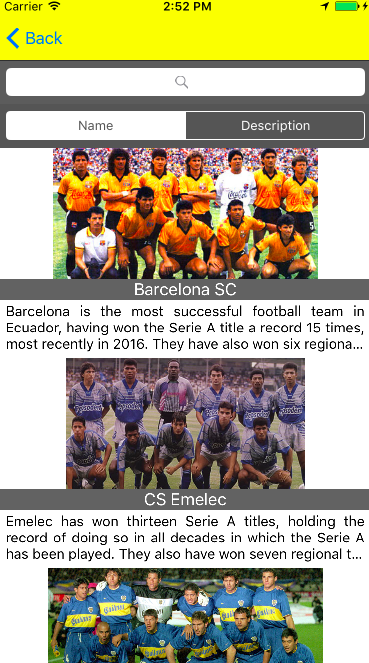 Carrier 2:52 PM
Back
Name Description
Barcelona SC
Barcelona is the most successful football team in
Ecuador, having won the Serie A title a record 15 times,
most recently in 2016. They have also won six regiona...
CS Emelec
Emelec has won thirteen Serie A titles, holding the
record of doing so in all decades in which the Serie A
has been played. They also have won seven regional t...